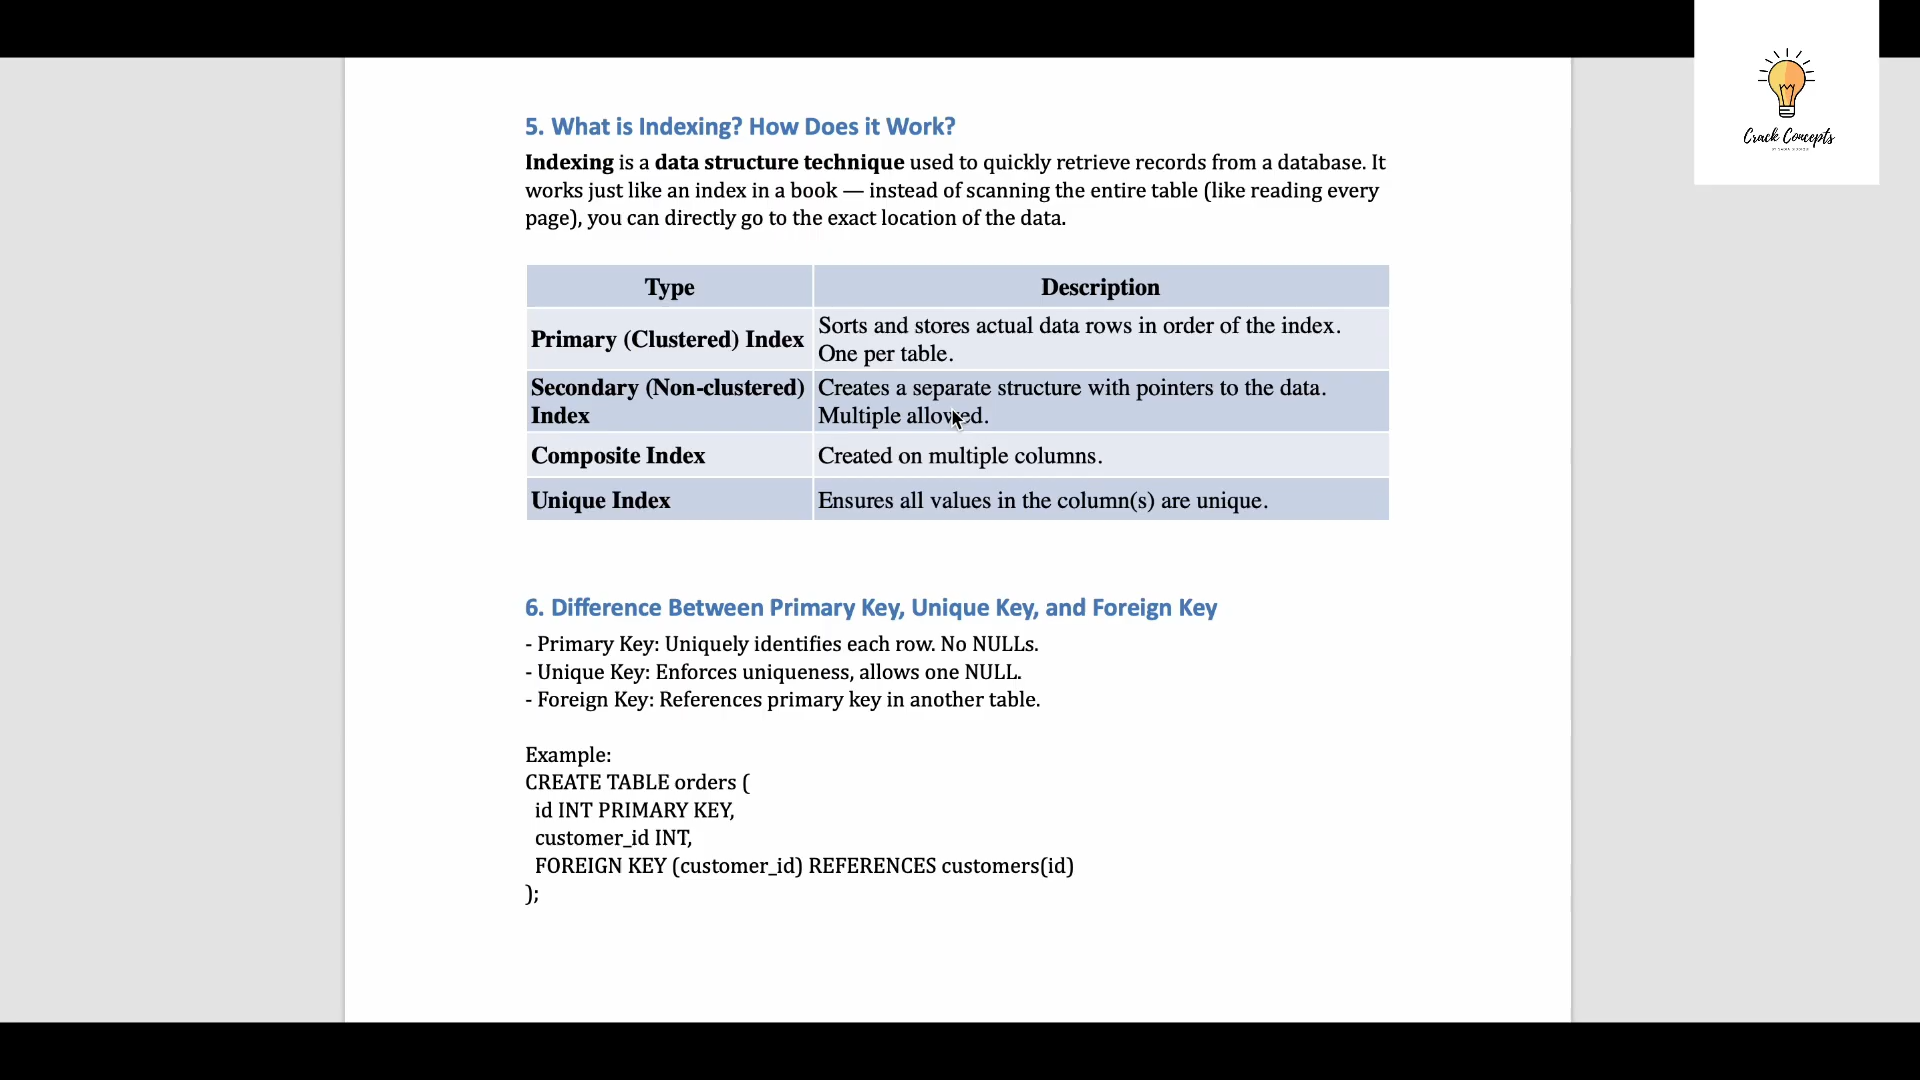 Crack Concepts
5. What is Indexing? How Does it Work?
Indexing is a data structure technique used to quickly retrieve records from a database. It
works just like an index in a book — instead of scanning the entire table (like reading every
page), you can directly go to the exact location of the data.
Type Description
Primary (Clustered) Index Sorts and stores actual data rows in order of the index.
One per table.
Secondary (Non-clustered) Creates a separate structure with pointers to the data.
Index Multiple allowed.
Composite Index Created on multiple columns.
Unique Index Ensures all values in the column(s) are unique.
6. Difference Between Primary Key, Unique Key, and Foreign Key
- Primary Key: Uniquely identifies each row. No NULLs.
- Unique Key: Enforces uniqueness, allows one NULL.
- Foreign Key: References primary key in another table.
Example:
CREATE TABLE orders (
id INT PRIMARY KEY,
customer_id INT,
FOREIGN KEY (customer_id) REFERENCES customers(id)
);